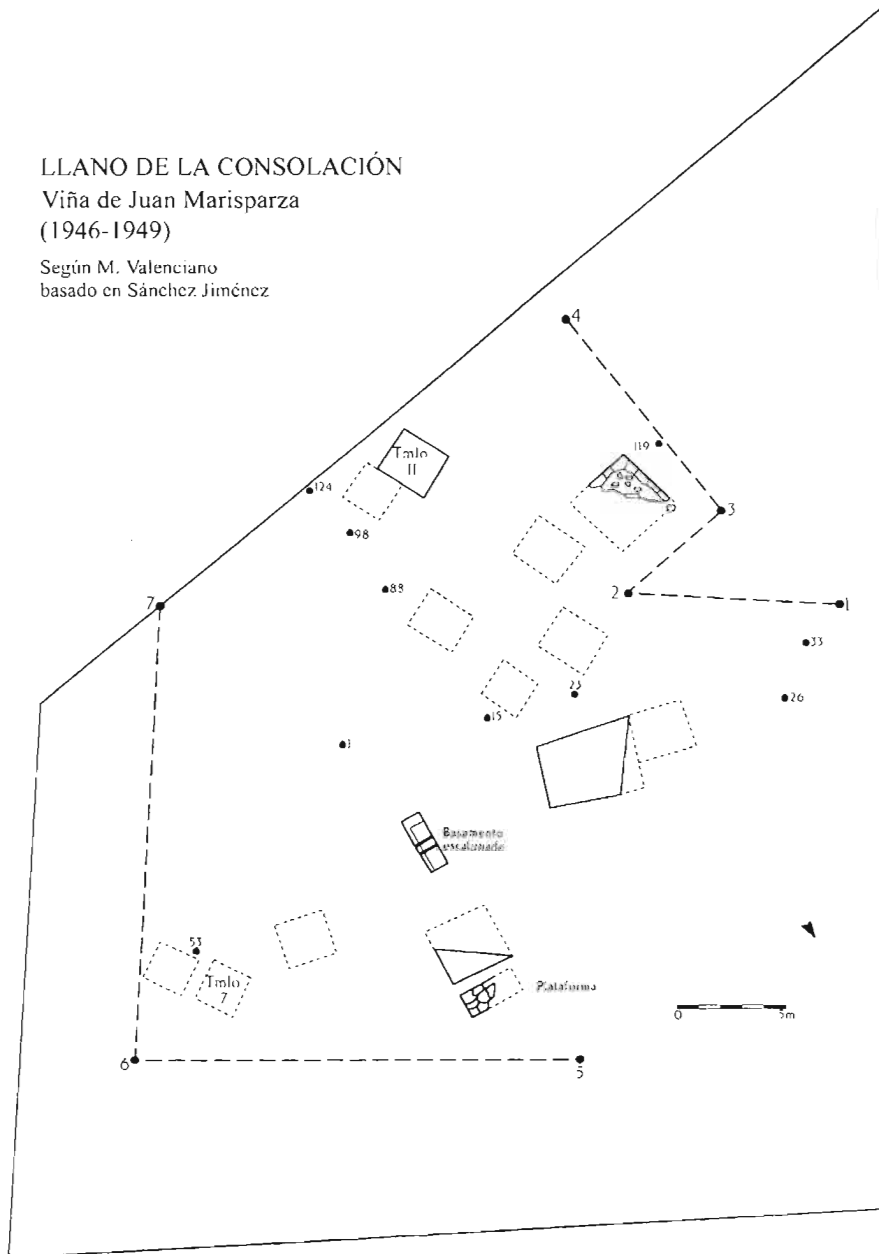 LLANO DE LA CONSOLACIÓN
Viña de Juan Marisparza
(1946-1949)
Según M. Valenciano
basado en Sánchez Jiménez
4
119
Tmlo
11
124
3
98
88
2
1
7
33
23
26
15
1
Basamento
escalonado
53
Tmlo
7
Plataforma
0
5m
6
5